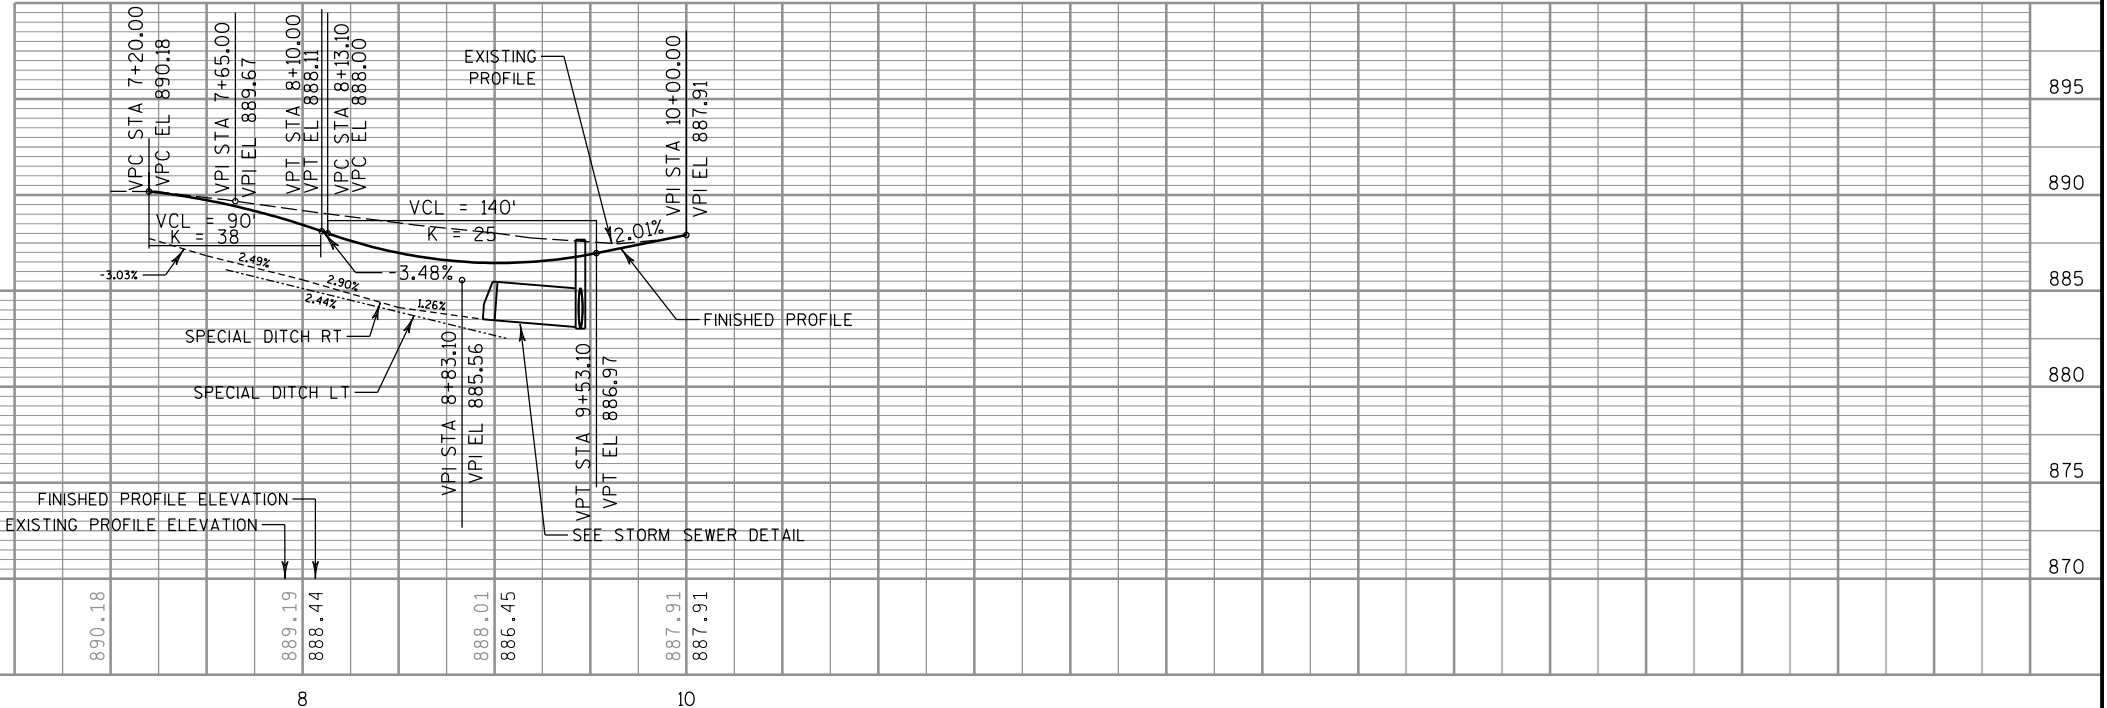 VPC STA 7+20.00
VPC EL 890.18
VPI STA 7+65.00
VPI EL 889.67
VPT STA 8+10.00
VPT EL 888.11
VPC STA 8+13.10
VPC EL 888.00
EXISTING
PROFILE
VPI STA 10+00.00
VPI EL 887.91
895
890
885
880
875
870
VCL = 90'
K = 38
VCL = 140'
K = 25
2.01%
-3.03%
2.49%
2.90%
2.44%
1.26%
-3.48%
SPECIAL DITCH RT
SPECIAL DITCH LT
VPI STA 8+83.10
VPI EL 885.56
VPT STA 9+53.10
VPT EL 886.97
FINISHED PROFILE
SEE STORM SEWER DETAIL
FINISHED PROFILE ELEVATION
EXISTING PROFILE ELEVATION
890.18
889.19
888.44
888.01
886.45
887.91
887.91
8
10